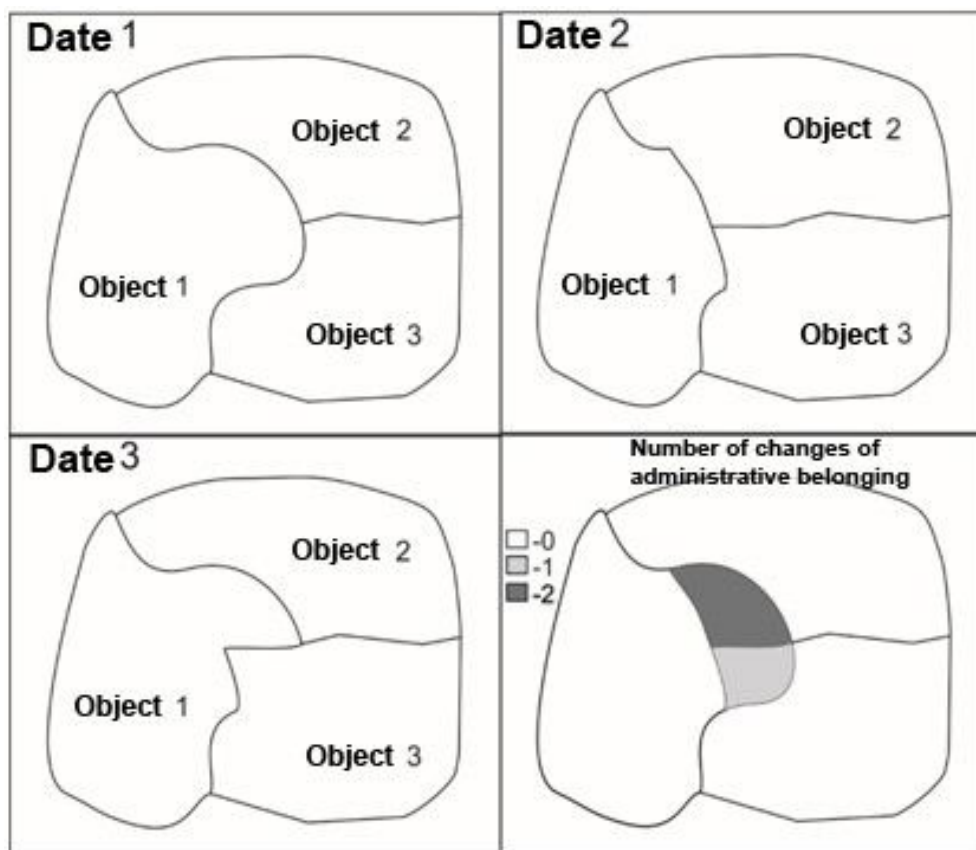 Date 1
Object 2
Object 1
Object 3
Date 2
Object 2
Object 1
Object 3
Date 3
Object 2
Object 1
Object 3
Number of changes of
administrative belonging
-0
-1
-2